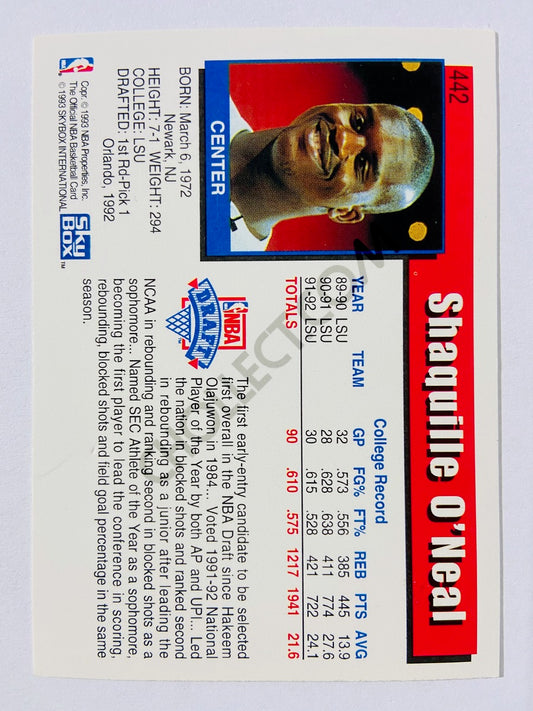 442
Shaquille O'Neal
CENTER
BORN: March 6, 1972
Newark, NJ
HEIGHT: 7-1 WEIGHT: 294
COLLEGE: LSU
DRAFTED: 1st Rd-Pick 1
Orlando, 1992
Copr. © 1993 NBA Properties, Inc.
The Official NBA Basketball Card
© 1993 SKYBOX INTERNATIONAL
SKY
BOX™
College Record
YEAR TEAM GP FG% FT% REB PTS AVG
89-90 LSU 32 .573 .556 385 445 13.9
90-91 LSU 28 .628 .638 411 774 27.6
91-92 LSU 30 .615 .528 421 722 24.1
TOTALS 90 .610 .575 1217 1941 21.6
NBA
DRAFT
The first early-entry candidate to be selected
first overall in the NBA Draft since Hakeem
Olajuwon in 1984... Voted 1991-92 National
Player of the Year by both AP and UPI... Led
the nation in blocked shots and ranked second
in rebounding as a junior after leading the
NCAA in rebounding and ranking second in blocked shots as a
sophomore... Named SEC Athlete of the Year as a sophomore,
becoming the first player to lead the conference in scoring,
rebounding, blocked shots and field goal percentage in the same
season.